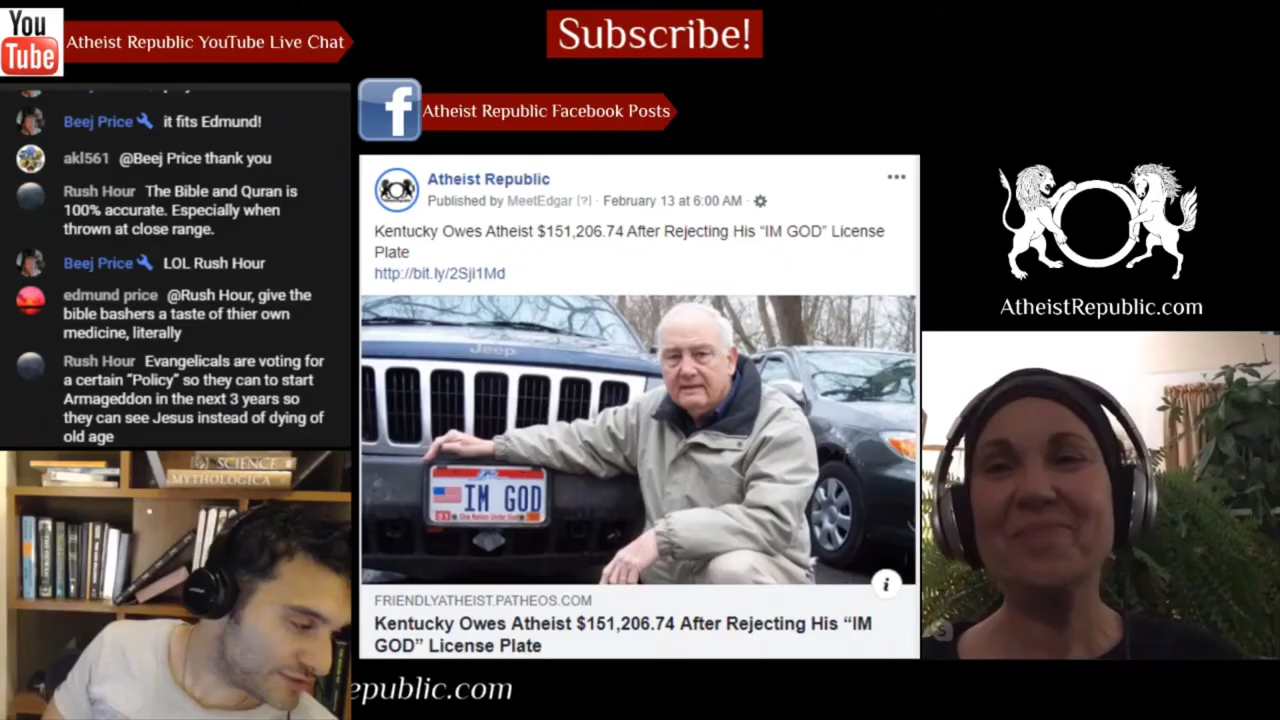 You
Tube
Atheist Republic YouTube Live Chat
Subscribe!
Atheist Republic Facebook Posts
Beej Price it fits Edmund!
akl561 @Beej Price thank you
Rush Hour The Bible and Quran is
100% accurate. Especially when
thrown at close range.
Beej Price LOL Rush Hour
edmund price @Rush Hour, give the
bible bashers a taste of thier own
medicine, literally
Rush Hour Evangelicals are voting for
a certain "Policy" so they can to start
Armageddon in the next 3 years so
they can see Jesus instead of dying of
old age
Atheist Republic
Published by MeetEdgar [?] · February 13 at 6:00 AM ·
Kentucky Owes Atheist $151,206.74 After Rejecting His “IM GOD” License
Plate
http://bit.ly/2Sji1Md
Jeep
IM GOD
One Nation Under God
FRIENDLYATHEIST.PATHEOS.COM
Kentucky Owes Atheist $151,206.74 After Rejecting His “IM
GOD” License Plate
AtheistRepublic.com
SCIENCE
MYTHOLOGICA
epublic.com